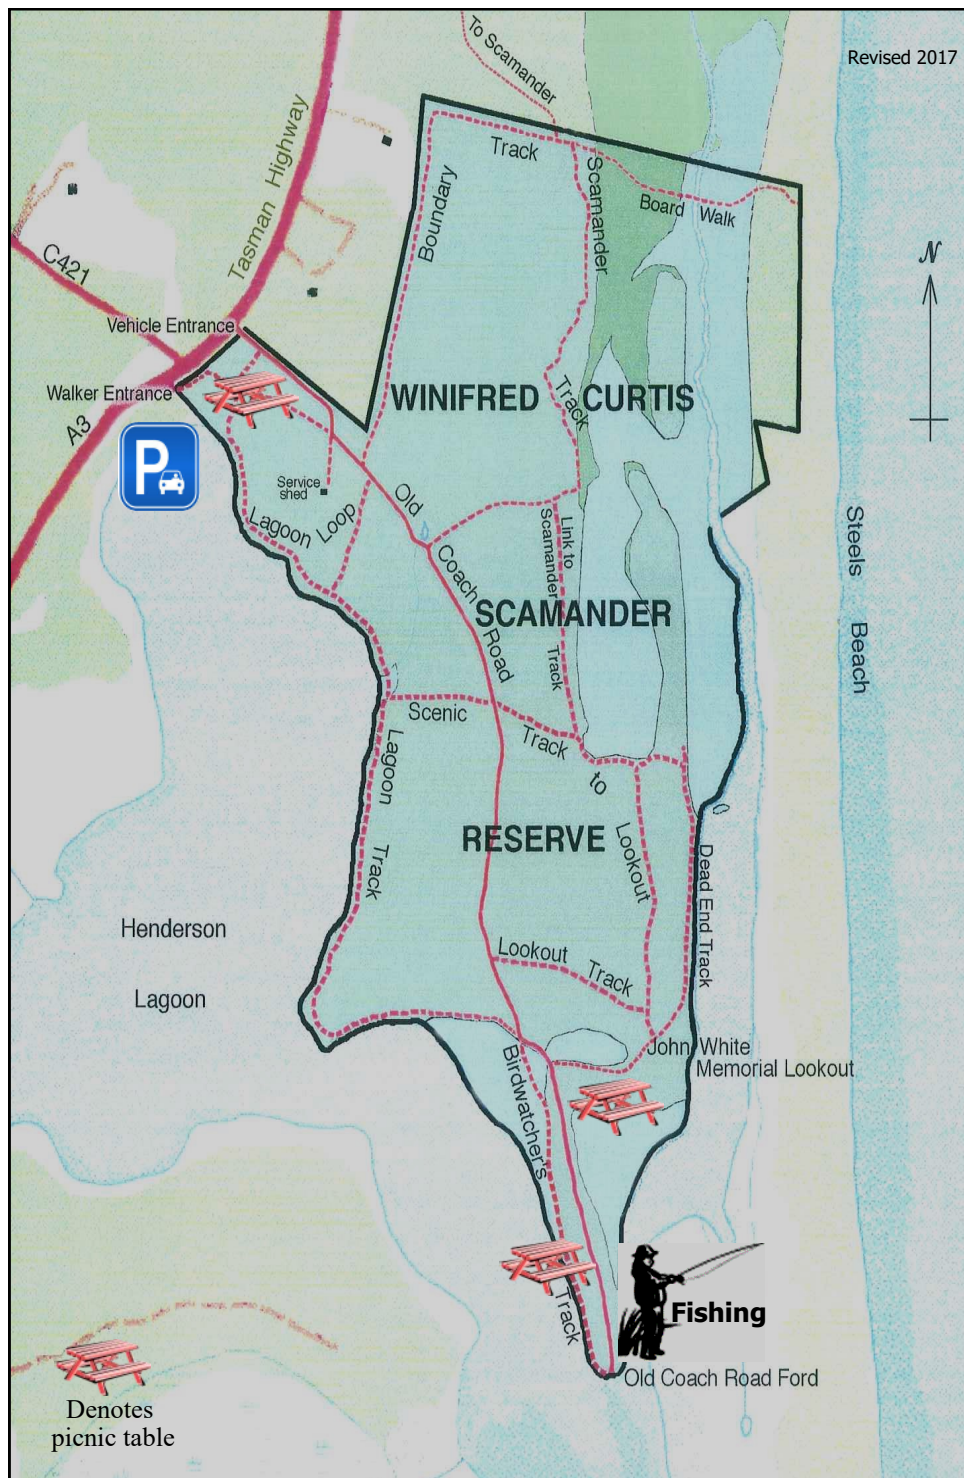 Revised 2017
To Scamander
Tasman Highway
Track
Scamander
Board Walk
Boundary
C421
Vehicle Entrance
Walker Entrance
A3
P
WINIFRED CURTIS
Track
Service
shed
Old
Lagoon Loop
Link to
Scamander
Track
Coach
Road
SCAMANDER
Steels
Beach
Scenic
Track
to
Lookout
Lagoon
Track
RESERVE
Dead End Track
Henderson
Lagoon
Lookout Track
John White
Memorial Lookout
Birdwatcher's
Track
Fishing
Old Coach Road Ford
Denotes
picnic table
N